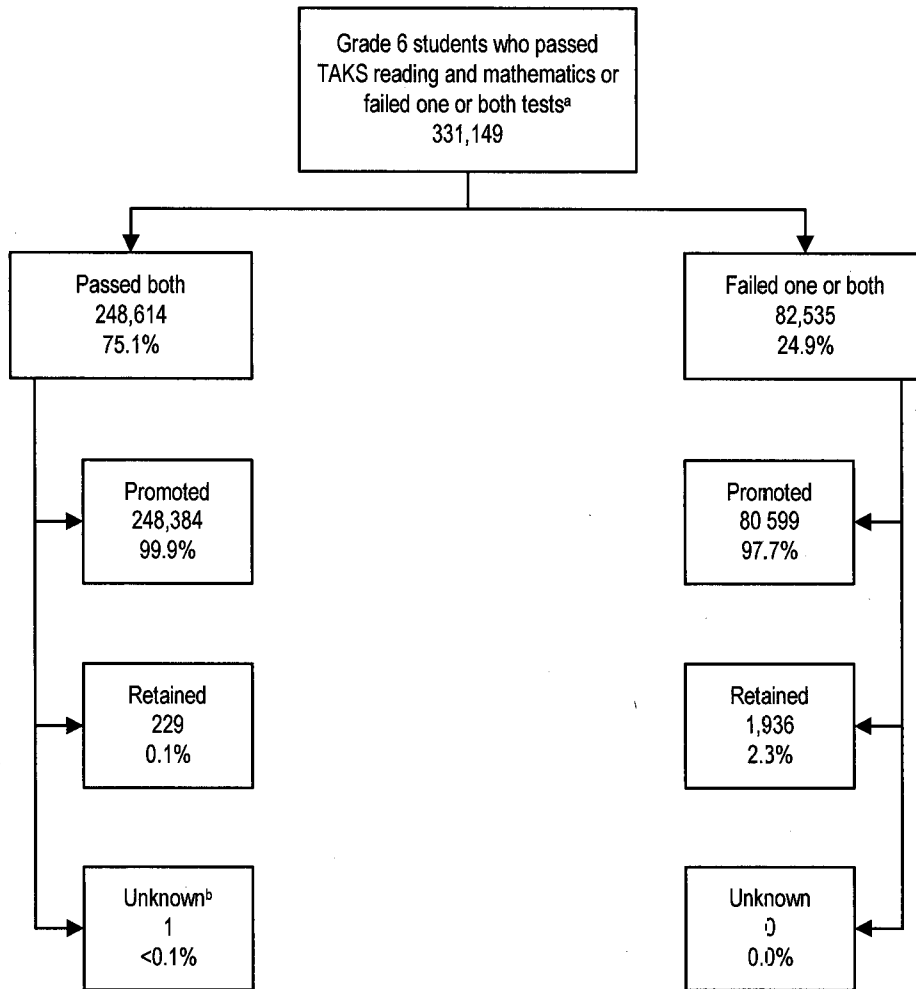 Grade 6 students who passed
TAKS reading and mathematics or
failed one or both testsᵃ
331,149
Passed both
248,614
75.1%
Failed one or both
82,535
24.9%
Promoted
248,384
99.9%
Promoted
80 599
97.7%
Retained
229
0.1%
Retained
1,936
2.3%
Unknownᵇ
1
<0.1%
Unknown
0
0.0%